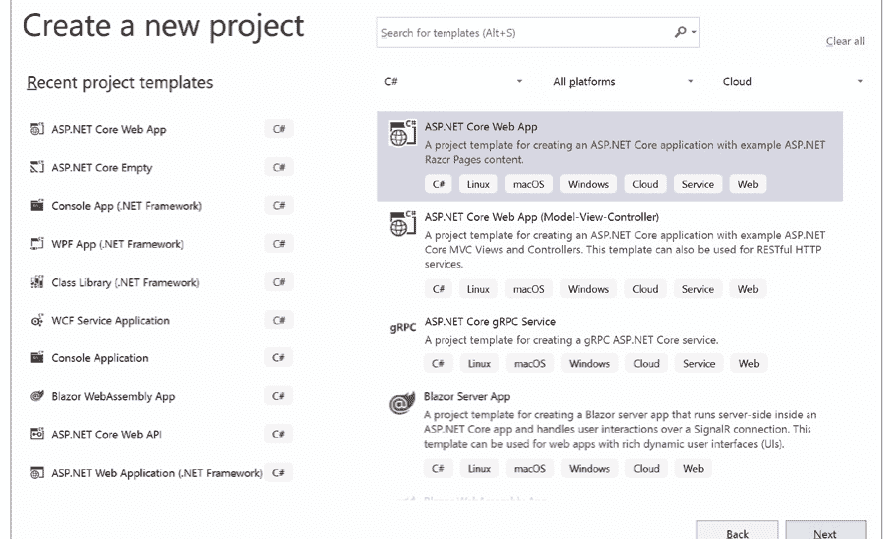 Create a new project
Search for templates (Alt+S)
Clear all
Recent project templates
C#
All platforms
Cloud
ASP.NET Core Web App
C#
ASP.NET Core Empty
C#
Console App (.NET Framework)
C#
WPF App (.NET Framework)
C#
Class Library (.NET Framework)
C#
WCF Service Application
C#
Console Application
C#
Blazor WebAssembly App
C#
ASP.NET Core Web API
C#
ASP.NET Web Application (.NET Framework)
C#
C#
ASP.NET Core Web App
A project template for creating an ASP.NET Core application with example ASP.NET
Razor Pages content.
C# Linux macOS Windows Cloud Service Web
C#
ASP.NET Core Web App (Model-View-Controller)
A project template for creating an ASP.NET Core application with example ASP.NET
Core MVC Views and Controllers. This template can also be used for RESTful HTTP
services.
C# Linux macOS Windows Cloud Service Web
gRPC
ASP.NET Core gRPC Service
A project template for creating a gRPC ASP.NET Core service.
C# Linux macOS Windows Cloud Service Web
Blazor Server App
A project template for creating a Blazor server app that runs server-side inside an
ASP.NET Core app and handles user interactions over a SignalR connection. This
template can be used for web apps with rich dynamic user interfaces (UIs).
C# Linux macOS Windows Cloud Web
Back
Next